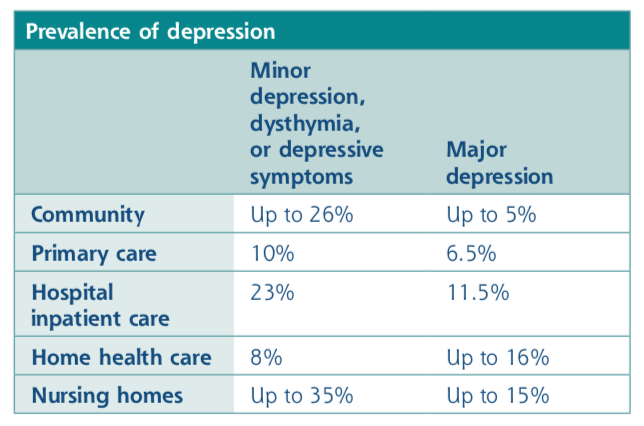 Prevalence of depression
Minor
depression,
dysthymia,
or depressive
symptoms
Major
depression
Community Up to 26% Up to 5%
Primary care 10% 6.5%
Hospital
inpatient care
23% 11.5%
Home health care 8% Up to 16%
Nursing homes Up to 35% Up to 15%